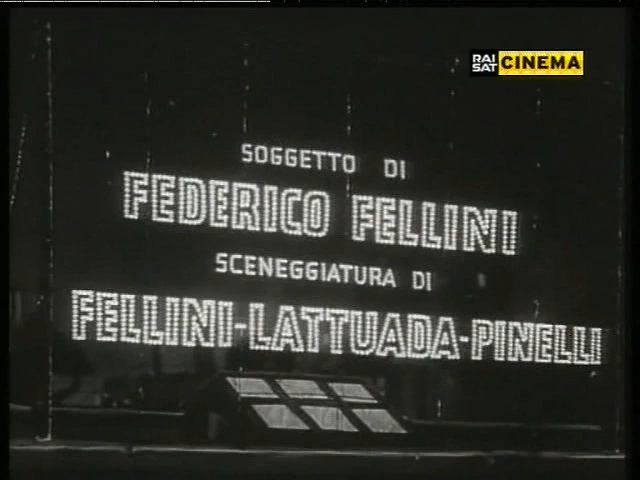 RAI
SAT CINEMA
SOGGETTO DI
FEDERICO FELLINI
SCENEGGIATURA DI
FELLINI-LATTUADA-PINELLI